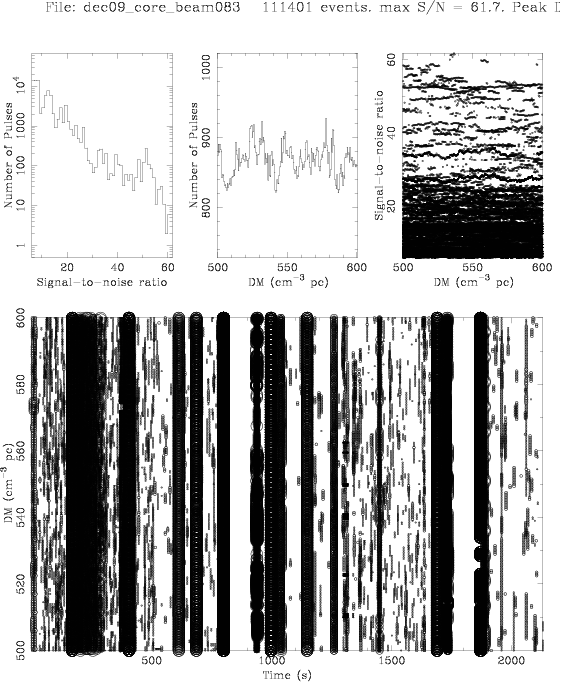 File: dec09_core_beam083 111401 events. max S/N = 61.7. Peak D
Number of Pulses
10⁴
1000
100
10
1
20 40 60
Signal-to-noise ratio
Number of Pulses
1000
900
800
500 550 600
DM (cm⁻³ pc)
Signal-to-noise ratio
60
40
20
500 550 600
DM (cm⁻³ pc)
DM (cm⁻³ pc)
600
580
560
540
520
500
500 1000 1500 2000
Time (s)